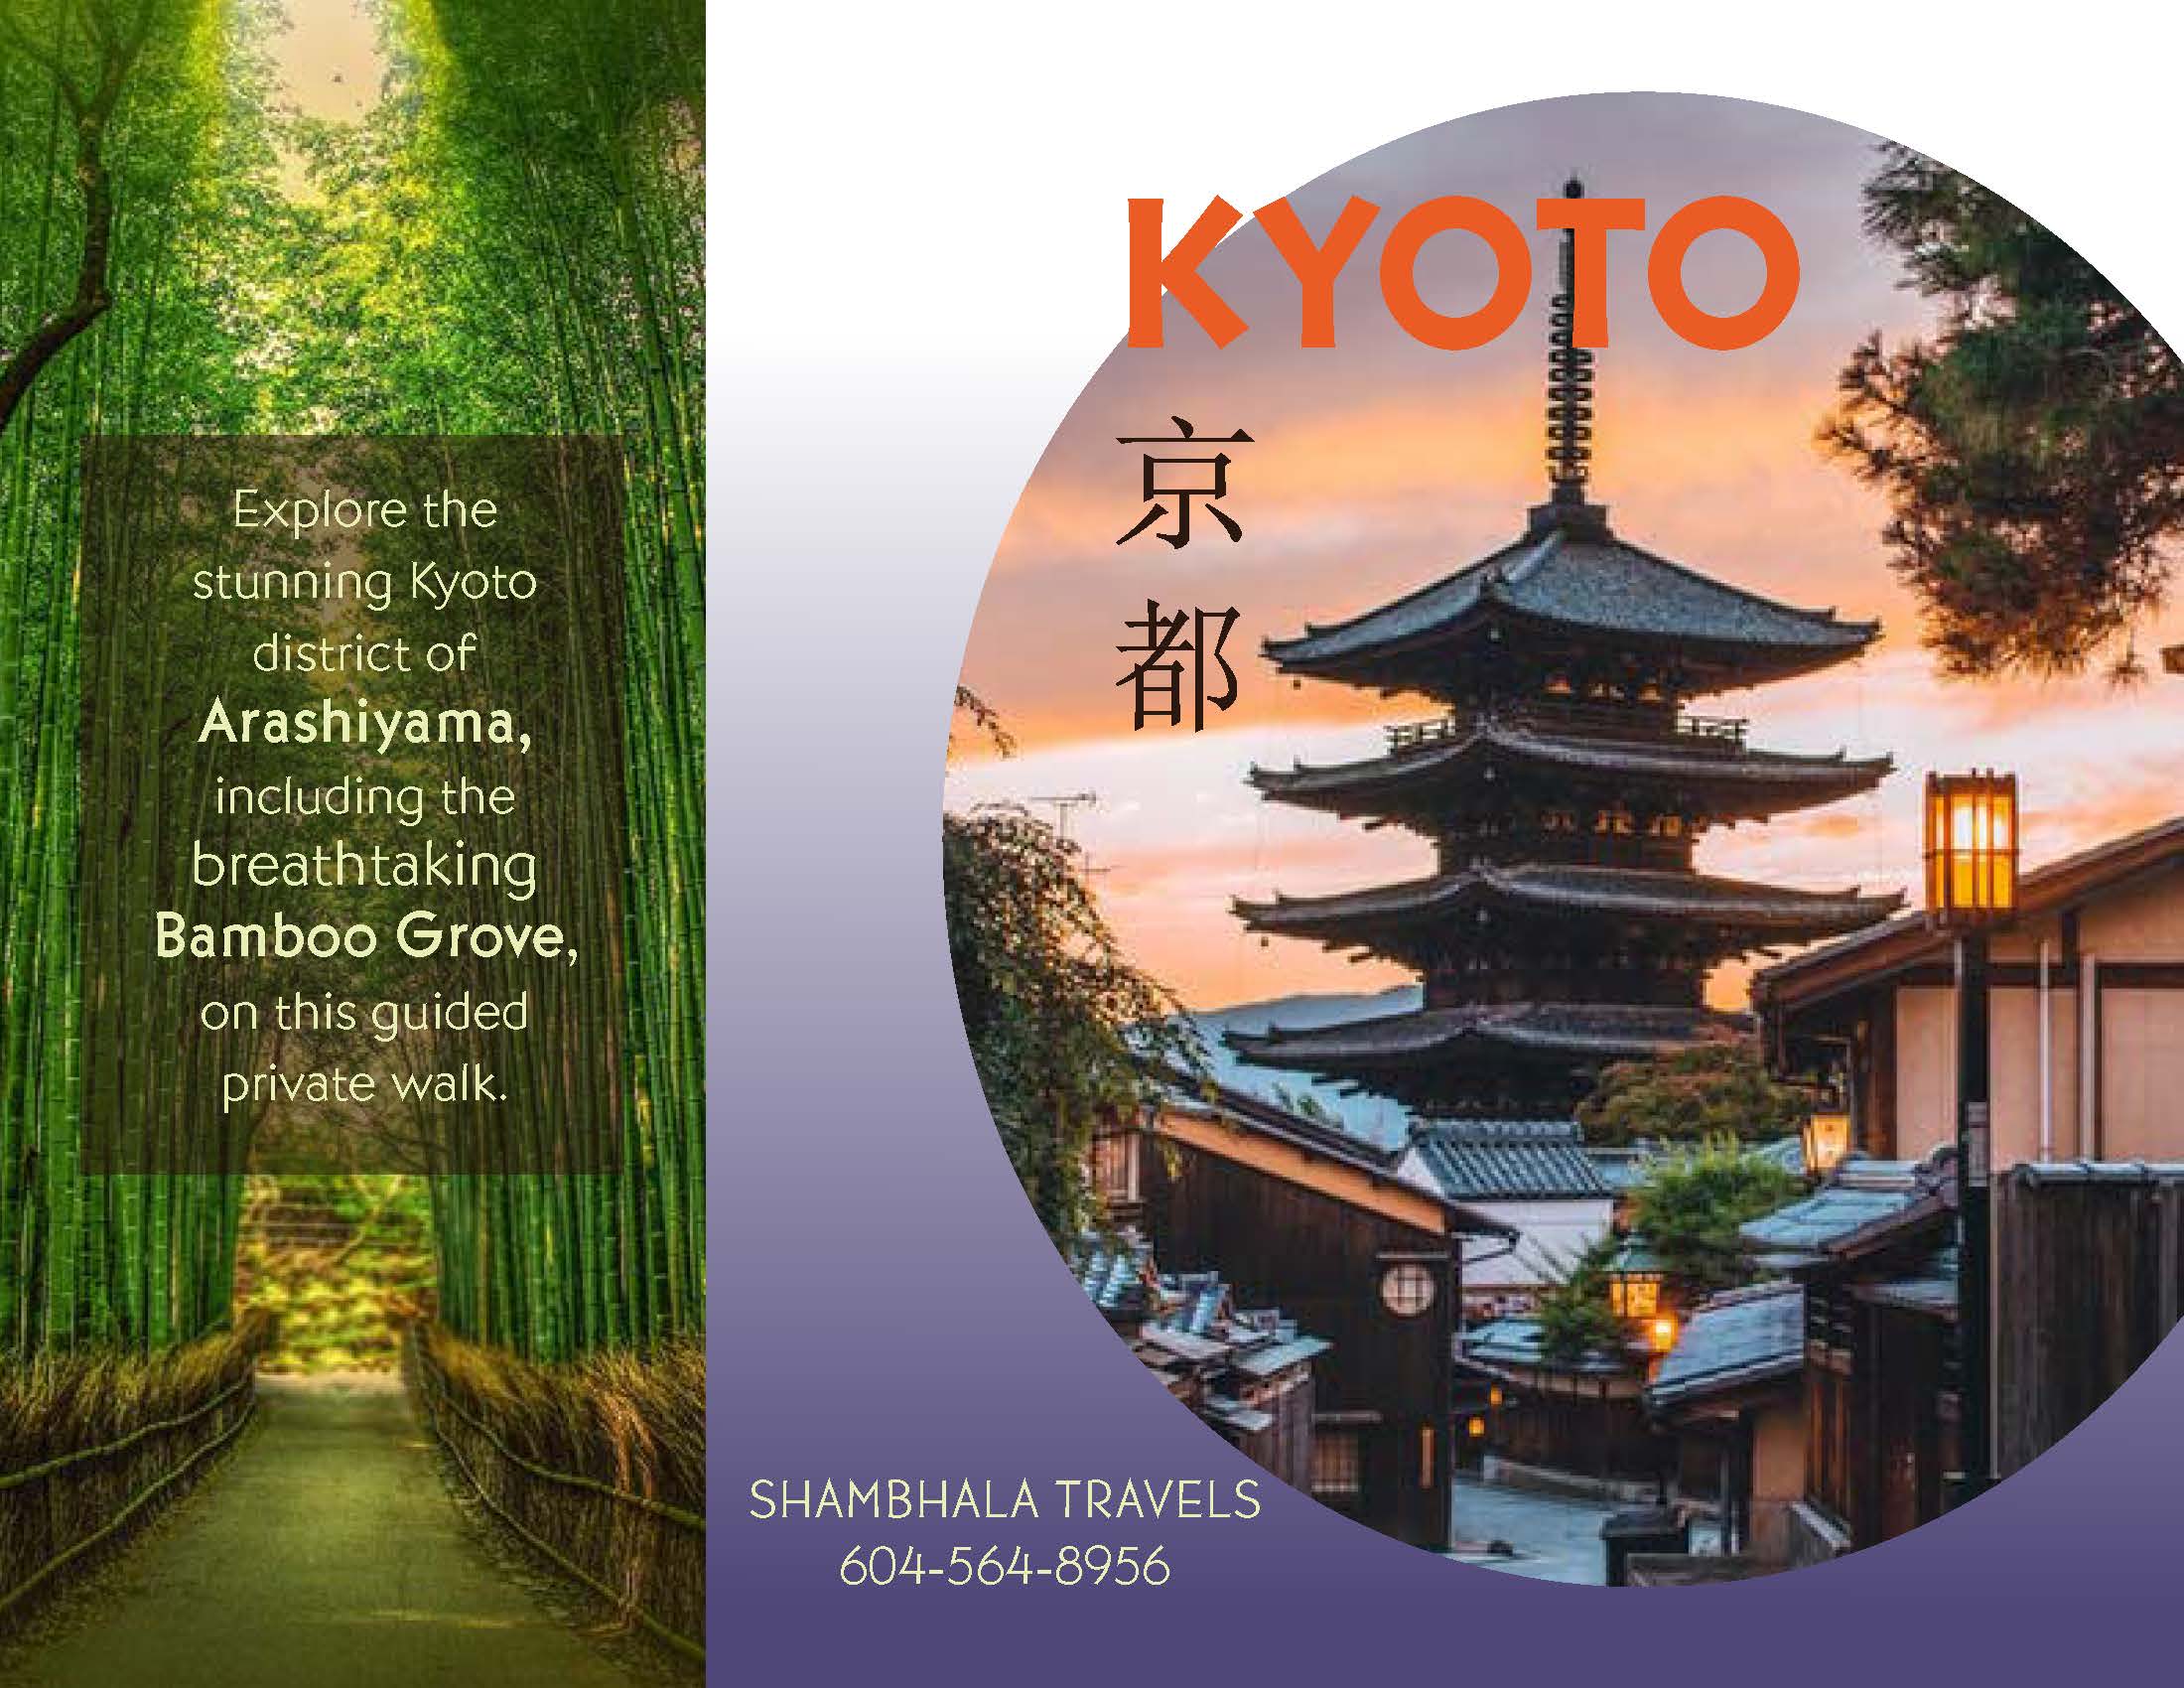 Explore the
stunning Kyoto
district of
Arashiyama,
including the
breathtaking
Bamboo Grove,
on this guided
private walk.
KYOTO
京
都
SHAMBHALA TRAVELS
604-564-8956